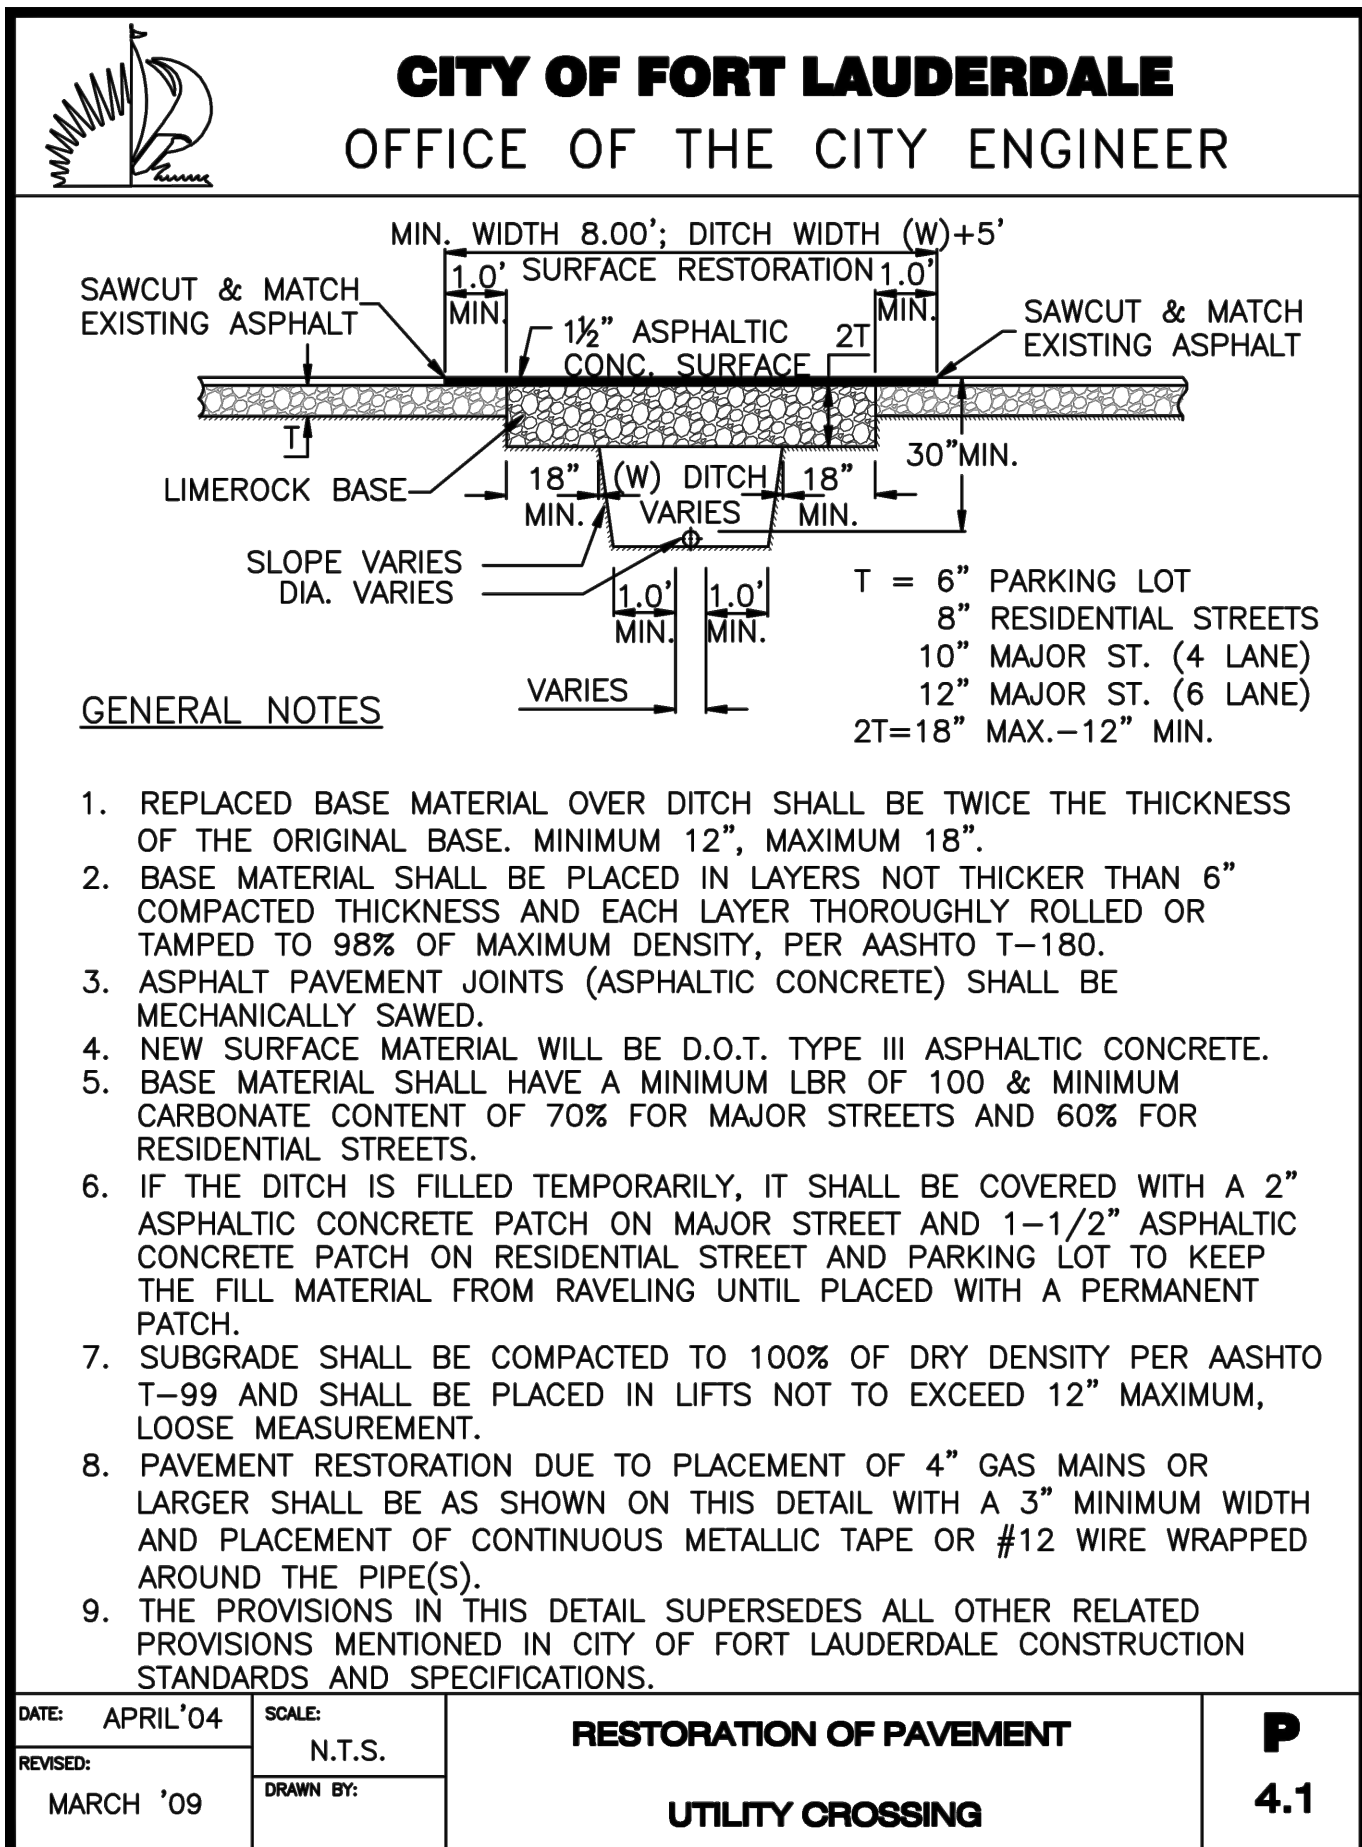 CITY OF FORT LAUDERDALE
OFFICE OF THE CITY ENGINEER
MIN. WIDTH 8.00'; DITCH WIDTH (W)+5'
SURFACE RESTORATION
1.0'
MIN.
1.0'
MIN.
SAWCUT & MATCH
EXISTING ASPHALT
SAWCUT & MATCH
EXISTING ASPHALT
1½" ASPHALTIC
CONC. SURFACE
2T
T
30"MIN.
LIMEROCK BASE
18"
MIN.
(W) DITCH
VARIES
18"
MIN.
SLOPE VARIES
DIA. VARIES
1.0'
MIN.
1.0'
MIN.
VARIES
T = 6" PARKING LOT
8" RESIDENTIAL STREETS
10" MAJOR ST. (4 LANE)
12" MAJOR ST. (6 LANE)
2T=18" MAX.-12" MIN.
GENERAL NOTES
1. REPLACED BASE MATERIAL OVER DITCH SHALL BE TWICE THE THICKNESS
OF THE ORIGINAL BASE. MINIMUM 12", MAXIMUM 18".
2. BASE MATERIAL SHALL BE PLACED IN LAYERS NOT THICKER THAN 6"
COMPACTED THICKNESS AND EACH LAYER THOROUGHLY ROLLED OR
TAMPED TO 98% OF MAXIMUM DENSITY, PER AASHTO T-180.
3. ASPHALT PAVEMENT JOINTS (ASPHALTIC CONCRETE) SHALL BE
MECHANICALLY SAWED.
4. NEW SURFACE MATERIAL WILL BE D.O.T. TYPE III ASPHALTIC CONCRETE.
5. BASE MATERIAL SHALL HAVE A MINIMUM LBR OF 100 & MINIMUM
CARBONATE CONTENT OF 70% FOR MAJOR STREETS AND 60% FOR
RESIDENTIAL STREETS.
6. IF THE DITCH IS FILLED TEMPORARILY, IT SHALL BE COVERED WITH A 2"
ASPHALTIC CONCRETE PATCH ON MAJOR STREET AND 1-1/2" ASPHALTIC
CONCRETE PATCH ON RESIDENTIAL STREET AND PARKING LOT TO KEEP
THE FILL MATERIAL FROM RAVELING UNTIL PLACED WITH A PERMANENT
PATCH.
7. SUBGRADE SHALL BE COMPACTED TO 100% OF DRY DENSITY PER AASHTO
T-99 AND SHALL BE PLACED IN LIFTS NOT TO EXCEED 12" MAXIMUM,
LOOSE MEASUREMENT.
8. PAVEMENT RESTORATION DUE TO PLACEMENT OF 4" GAS MAINS OR
LARGER SHALL BE AS SHOWN ON THIS DETAIL WITH A 3" MINIMUM WIDTH
AND PLACEMENT OF CONTINUOUS METALLIC TAPE OR #12 WIRE WRAPPED
AROUND THE PIPE(S).
9. THE PROVISIONS IN THIS DETAIL SUPERSEDES ALL OTHER RELATED
PROVISIONS MENTIONED IN CITY OF FORT LAUDERDALE CONSTRUCTION
STANDARDS AND SPECIFICATIONS.
DATE: APRIL'04
REVISED:
MARCH '09
SCALE:
N.T.S.
DRAWN BY:
RESTORATION OF PAVEMENT
UTILITY CROSSING
P
4.1